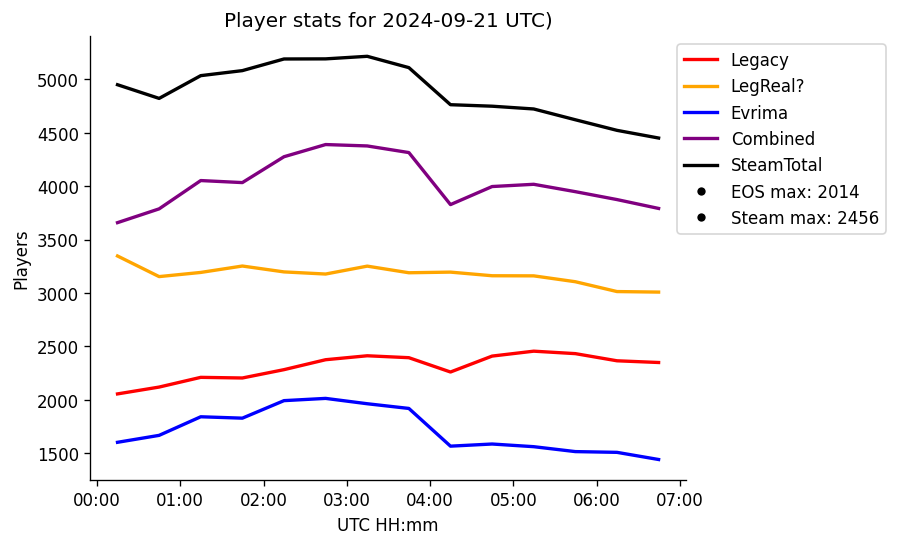 Player stats for 2024-09-21 UTC)
Legacy
LegReal?
Evrima
Combined
SteamTotal
EOS max: 2014
Steam max: 2456
Players
5000
4500
4000
3500
3000
2500
2000
1500
00:00 01:00 02:00 03:00 04:00 05:00 06:00 07:00
UTC HH:mm